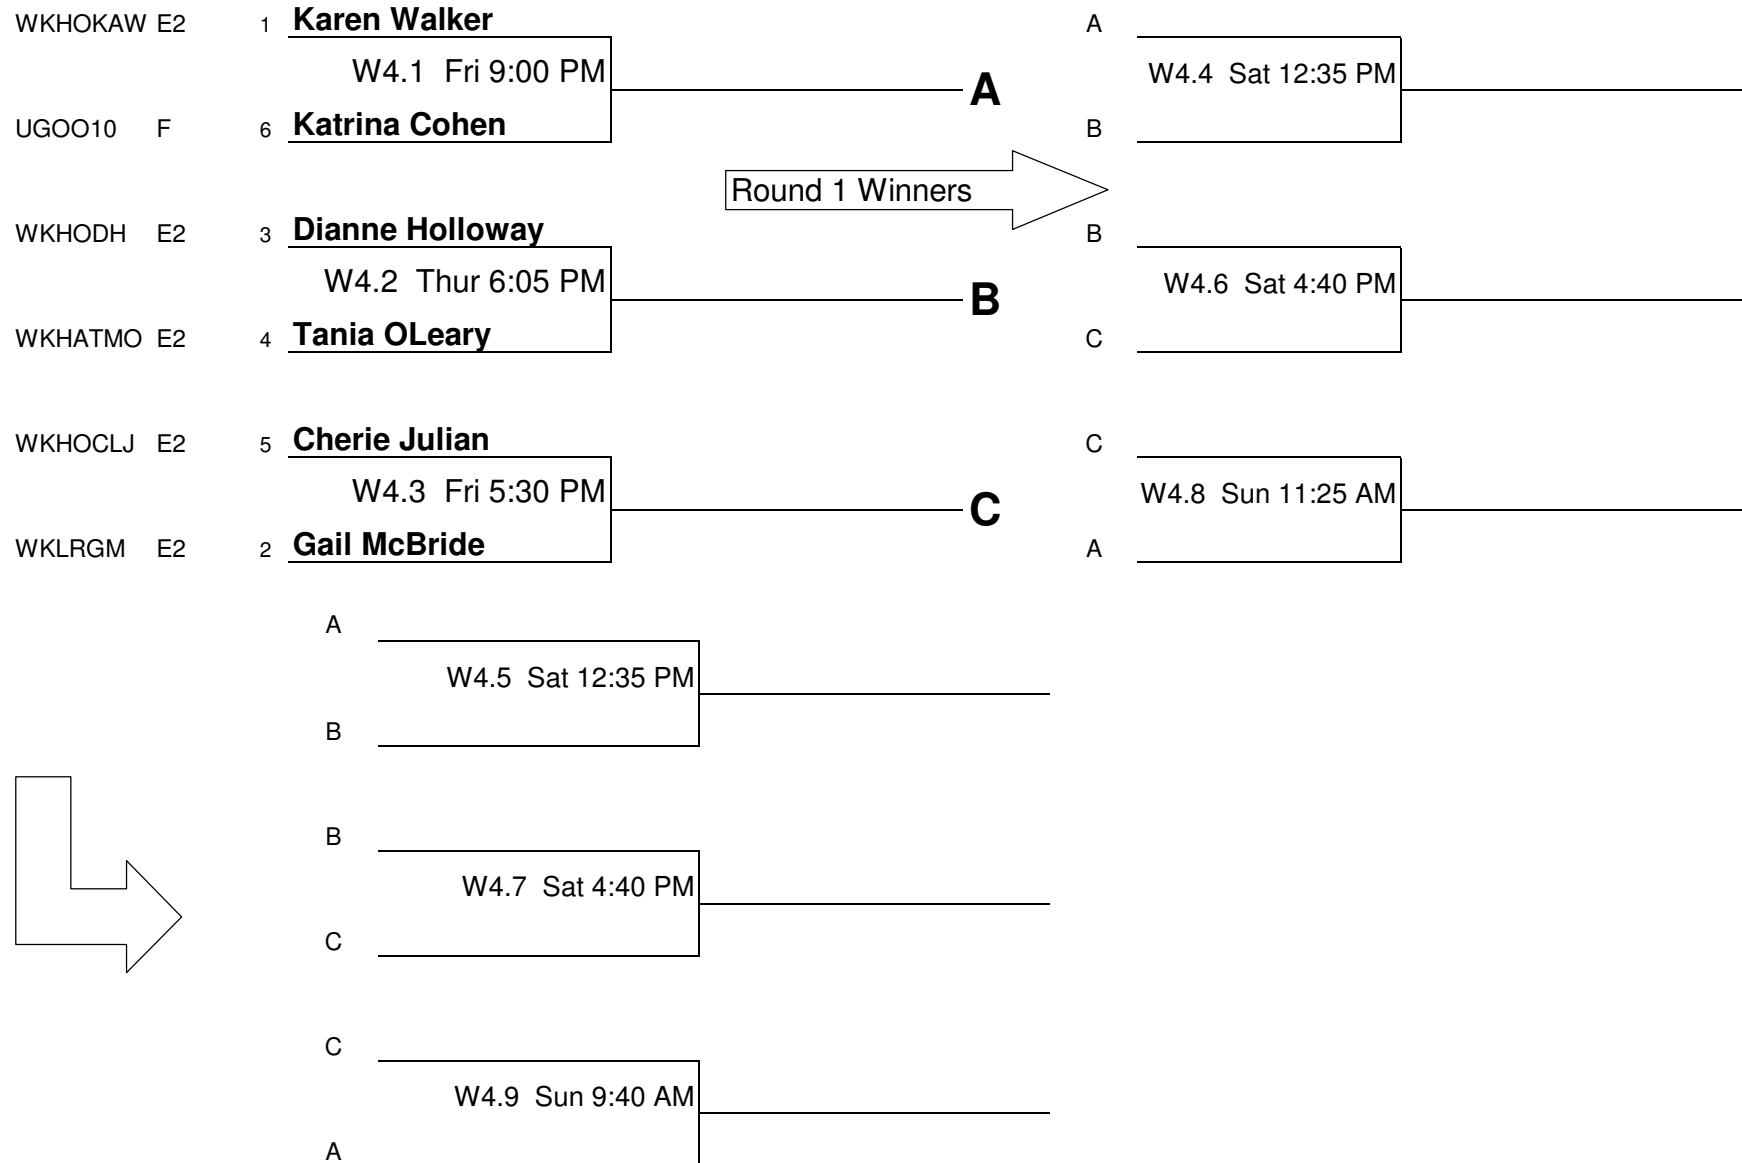 WKHOKAW E2 1 Karen Walker A
W4.1 Fri 9:00 PM W4.4 Sat 12:35 PM
A
UGOO10 F 6 Katrina Cohen B
Round 1 Winners
WKHODH E2 3 Dianne Holloway B
W4.2 Thur 6:05 PM W4.6 Sat 4:40 PM
B
WKHATMO E2 4 Tania OLeary C
WKHOCLJ E2 5 Cherie Julian C
W4.3 Fri 5:30 PM W4.8 Sun 11:25 AM
C
WKLRGM E2 2 Gail McBride A
A
W4.5 Sat 12:35 PM
B
B
W4.7 Sat 4:40 PM
C
C
W4.9 Sun 9:40 AM
A